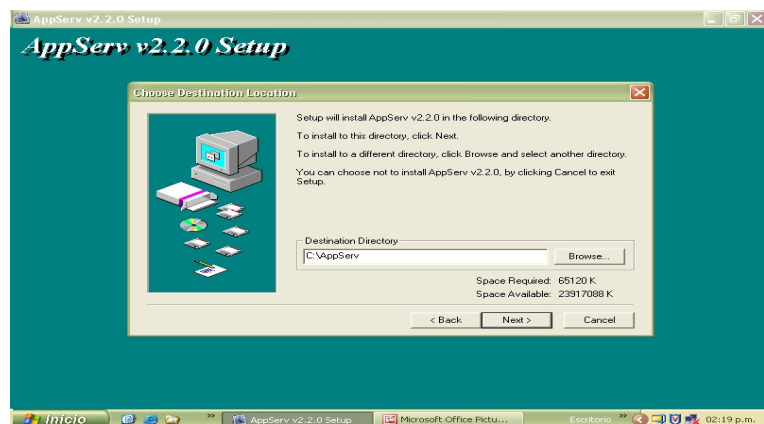 AppServ v2.2.0 Setup
AppServ v2.2.0 Setup
Choose Destination Location
Setup will install AppServ v2.2.0 in the following directory.
To install to this directory, click Next.
To install to a different directory, click Browse and select another directory.
You can choose not to install AppServ v2.2.0, by clicking Cancel to exit
Setup.
Destination Directory
C:\AppServ
Browse...
Space Required: 65120 K
Space Available: 23917088 K
< Back Next > Cancel
Inicio » AppServ v2.2.0 Setup Microsoft Office Pictu... Escritorio » 02:19 p.m.